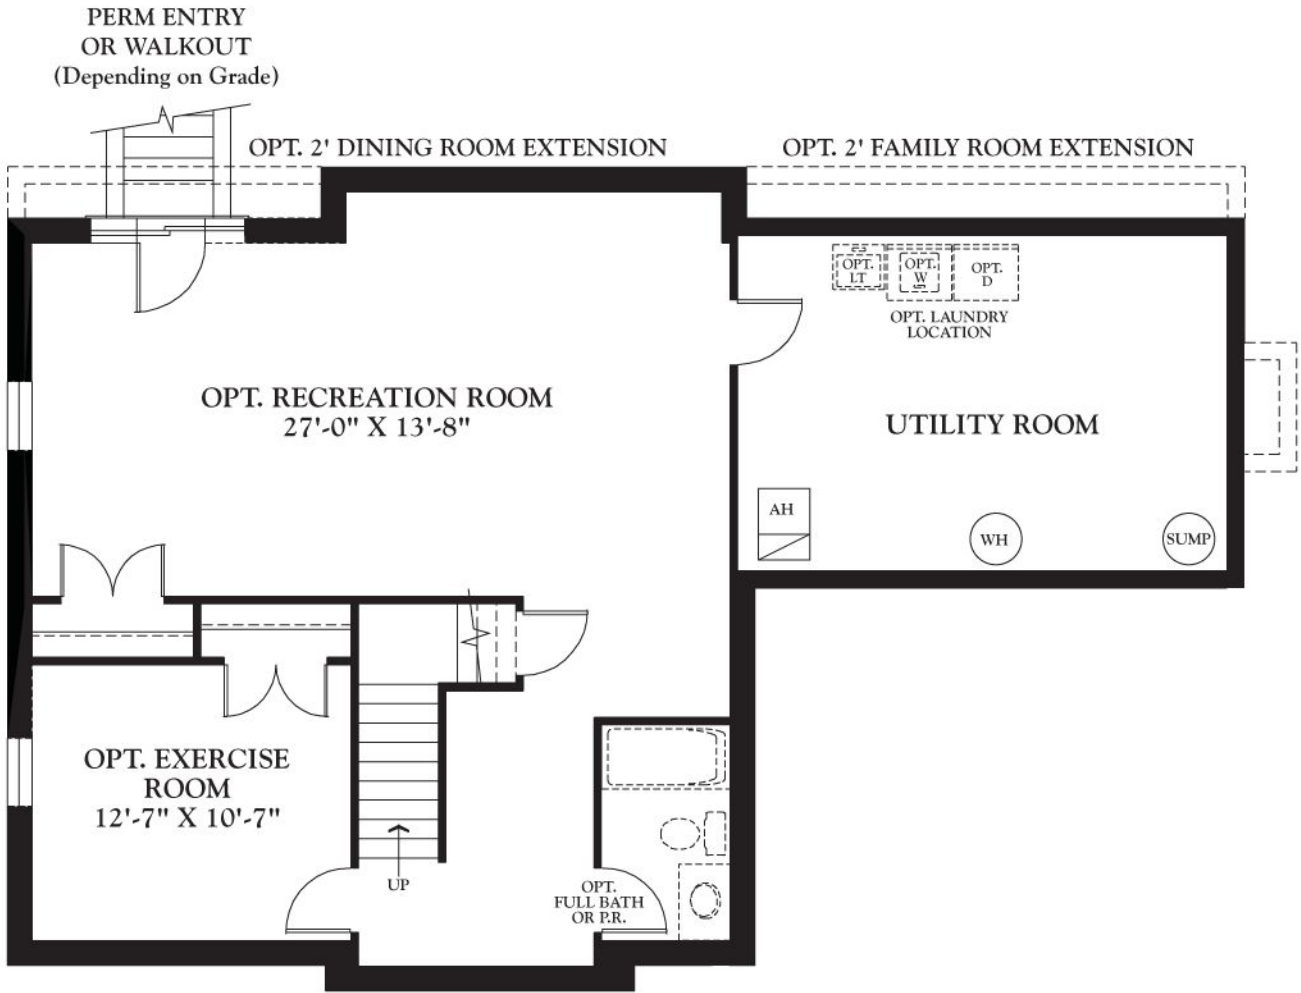 PERM ENTRY
OR WALKOUT
(Depending on Grade)
OPT. 2' DINING ROOM EXTENSION
OPT. 2' FAMILY ROOM EXTENSION
OPT.
LT
OPT.
W
OPT.
D
OPT. LAUNDRY
LOCATION
OPT. RECREATION ROOM
27'-0" X 13'-8"
UTILITY ROOM
AH
WH
SUMP
OPT. EXERCISE
ROOM
12'-7" X 10'-7"
UP
OPT.
FULL BATH
OR P.R.